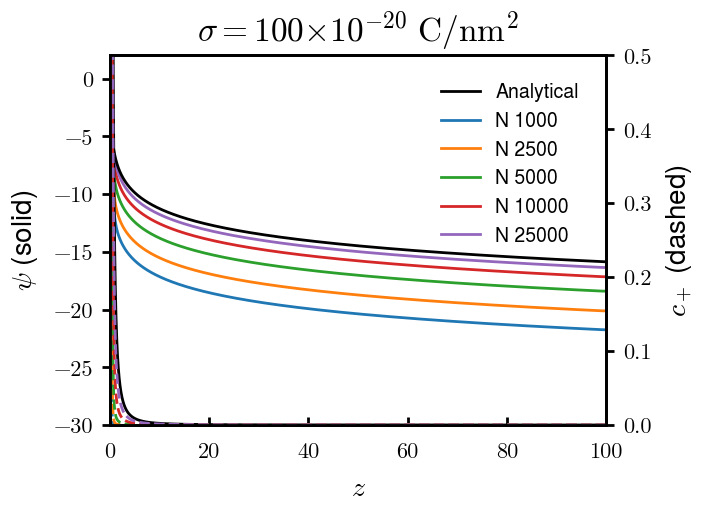 σ = 100×10⁻²⁰ C/nm²
ψ (solid)
0
−5
−10
−15
−20
−25
−30
Analytical
N 1000
N 2500
N 5000
N 10000
N 25000
0.5
0.4
0.3
0.2
0.1
0.0
c₊ (dashed)
0 20 40 60 80 100
z